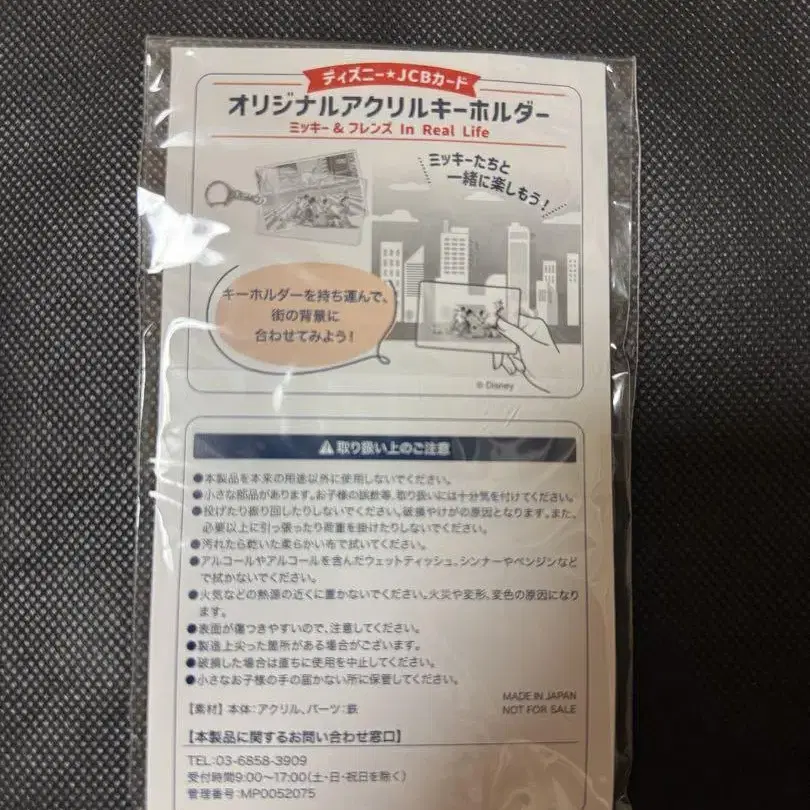 ディズニー★JCBカード
オリジナルアクリルキーホルダー
ミッキー&フレンズ In Real Life
ミッキーたちと
一緒に楽しもう!
キーホルダーを持ち運んで、
街の背景に
合わせてみよう!
© Disney
⚠取り扱い上のご注意
●本製品を本来の用途以外に使用しないでください。
●小さな部品があります。お子様の誤飲等、取り扱いには十分気を付けてください。
●投げたり振り回したりしないでください。破損やけがの原因となります。また、
必要以上に引っ張ったり荷重を掛けたりしないでください。
●汚れたら乾いた柔らかい布で拭いてください。
●アルコールやアルコールを含んだウェットティッシュ、シンナーやベンジンなど
で拭かないでください。
●火気などの熱源の近くに置かないでください。火災や変形、変色の原因になり
ます。
●表面が傷つきやすいので、注意してください。
●製造上尖った箇所がある場合がございます。
●破損した場合は直ちに使用を中止してください。
●小さなお子様の手の届かない所に保管してください。
【素材】本体:アクリル、パーツ:鉄
MADE IN JAPAN
NOT FOR SALE
【本製品に関するお問い合わせ窓口】
TEL:03-6858-3909
受付時間9:00〜17:00(土・日・祝日を除く)
管理番号:MP0052075